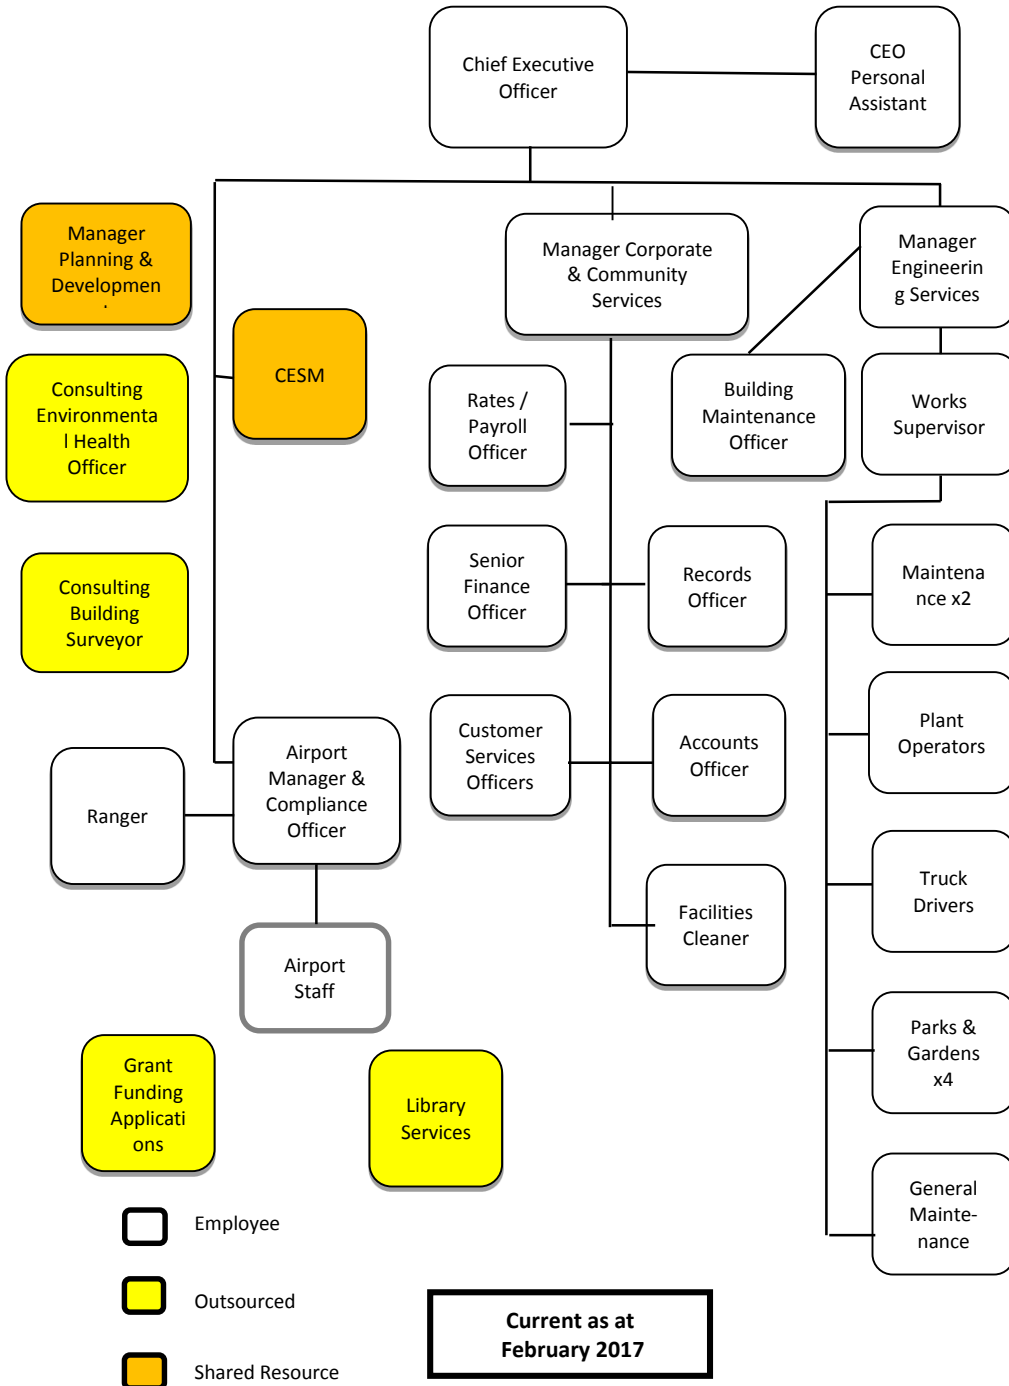 Chief Executive
Officer
CEO
Personal
Assistant
Manager
Planning &
Developmen
Manager Corporate
& Community
Services
Manager
Engineerin
g Services
CESM
Consulting
Environmenta
l Health
Officer
Rates /
Payroll
Officer
Building
Maintenance
Officer
Works
Supervisor
Consulting
Building
Surveyor
Senior
Finance
Officer
Records
Officer
Maintena
nce x2
Customer
Services
Officers
Accounts
Officer
Plant
Operators
Ranger
Airport
Manager &
Compliance
Officer
Facilities
Cleaner
Truck
Drivers
Airport
Staff
Parks &
Gardens
x4
Grant
Funding
Applicati
ons
Library
Services
General
Mainte-
nance
Employee
Outsourced
Shared Resource
Current as at
February 2017